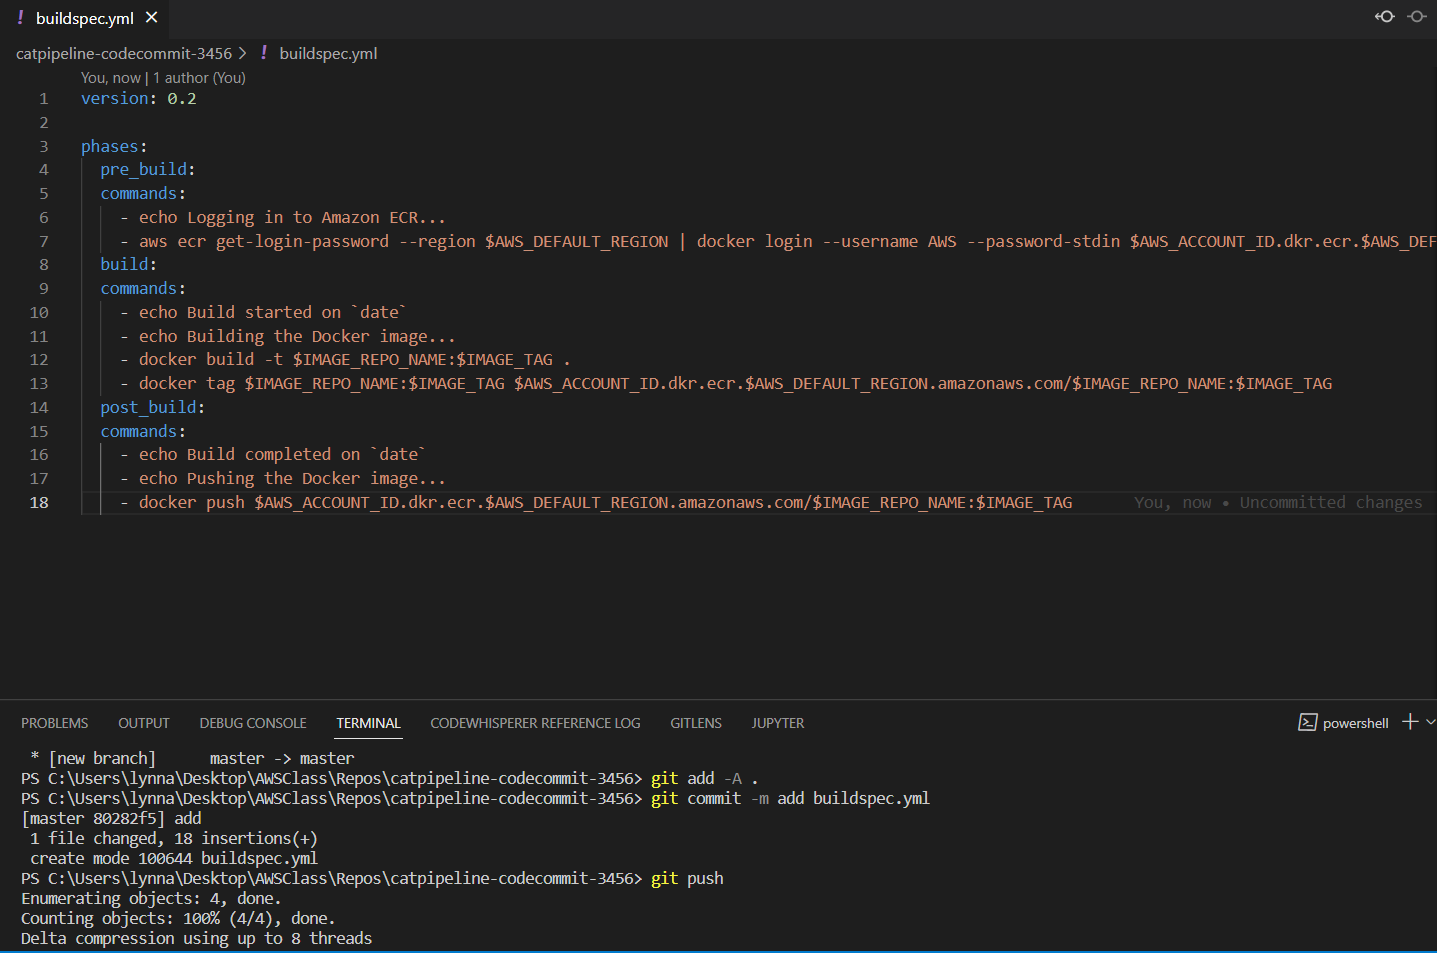 ! buildspec.yml ×
catpipeline-codecommit-3456 > ! buildspec.yml
You, now | 1 author (You)
1 version: 0.2
2
3 phases:
4   pre_build:
5   commands:
6     - echo Logging in to Amazon ECR...
7     - aws ecr get-login-password --region $AWS_DEFAULT_REGION | docker login --username AWS --password-stdin $AWS_ACCOUNT_ID.dkr.ecr.$AWS_DEF
8   build:
9   commands:
10     - echo Build started on `date`
11     - echo Building the Docker image...
12     - docker build -t $IMAGE_REPO_NAME:$IMAGE_TAG .
13     - docker tag $IMAGE_REPO_NAME:$IMAGE_TAG $AWS_ACCOUNT_ID.dkr.ecr.$AWS_DEFAULT_REGION.amazonaws.com/$IMAGE_REPO_NAME:$IMAGE_TAG
14   post_build:
15   commands:
16     - echo Build completed on `date`
17     - echo Pushing the Docker image...
18     - docker push $AWS_ACCOUNT_ID.dkr.ecr.$AWS_DEFAULT_REGION.amazonaws.com/$IMAGE_REPO_NAME:$IMAGE_TAG You, now • Uncommitted changes
PROBLEMS OUTPUT DEBUG CONSOLE TERMINAL CODEWHISPERER REFERENCE LOG GITLENS JUPYTER powershell
* [new branch]      master -> master
PS C:\Users\lynna\Desktop\AWSClass\Repos\catpipeline-codecommit-3456> git add -A .
PS C:\Users\lynna\Desktop\AWSClass\Repos\catpipeline-codecommit-3456> git commit -m add buildspec.yml
[master 80282f5] add
1 file changed, 18 insertions(+)
create mode 100644 buildspec.yml
PS C:\Users\lynna\Desktop\AWSClass\Repos\catpipeline-codecommit-3456> git push
Enumerating objects: 4, done.
Counting objects: 100% (4/4), done.
Delta compression using up to 8 threads